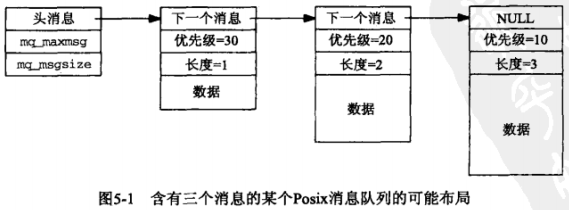 头消息
mq_maxmsg
mq_msgsize
下一个消息
优先级=30
长度=1
数据
下一个消息
优先级=20
长度=2
数据
NULL
优先级=10
长度=3
数据
图5-1 含有三个消息的某个Posix消息队列的可能布局